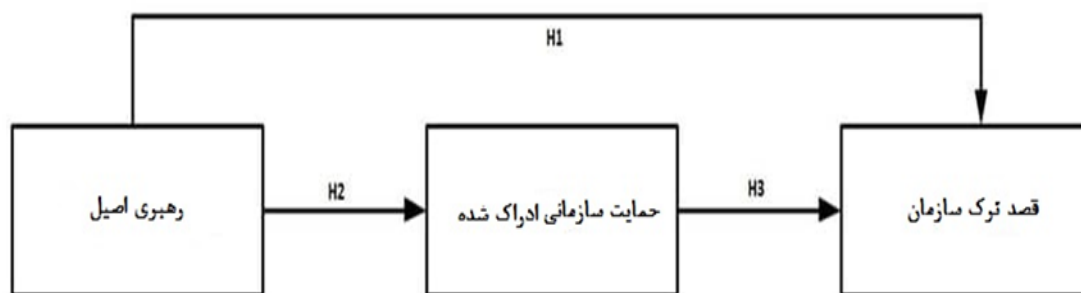 H1
رهبری اصیل
H2
حمایت سازمانی ادراک شده
H3
قصد ترک سازمان